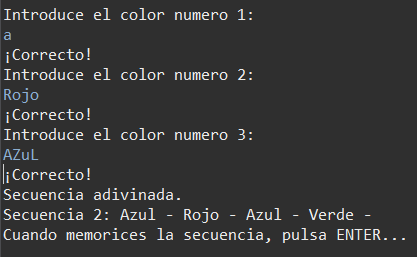 Introduce el color numero 1:
a
¡Correcto!
Introduce el color numero 2:
Rojo
¡Correcto!
Introduce el color numero 3:
AZuL
¡Correcto!
Secuencia adivinada.
Secuencia 2: Azul - Rojo - Azul - Verde -
Cuando memorices la secuencia, pulsa ENTER...